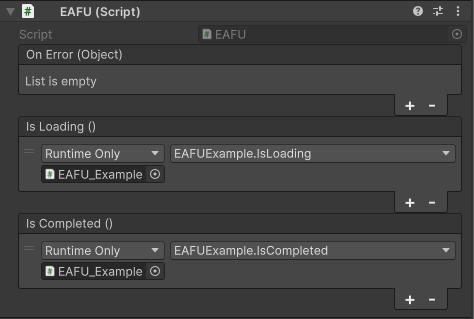 EAFU (Script)
Script EAFU
On Error (Object)
List is empty
Is Loading ()
Runtime Only EAFUExample.IsLoading
EAFU_Example
Is Completed ()
Runtime Only EAFUExample.IsCompleted
EAFU_Example